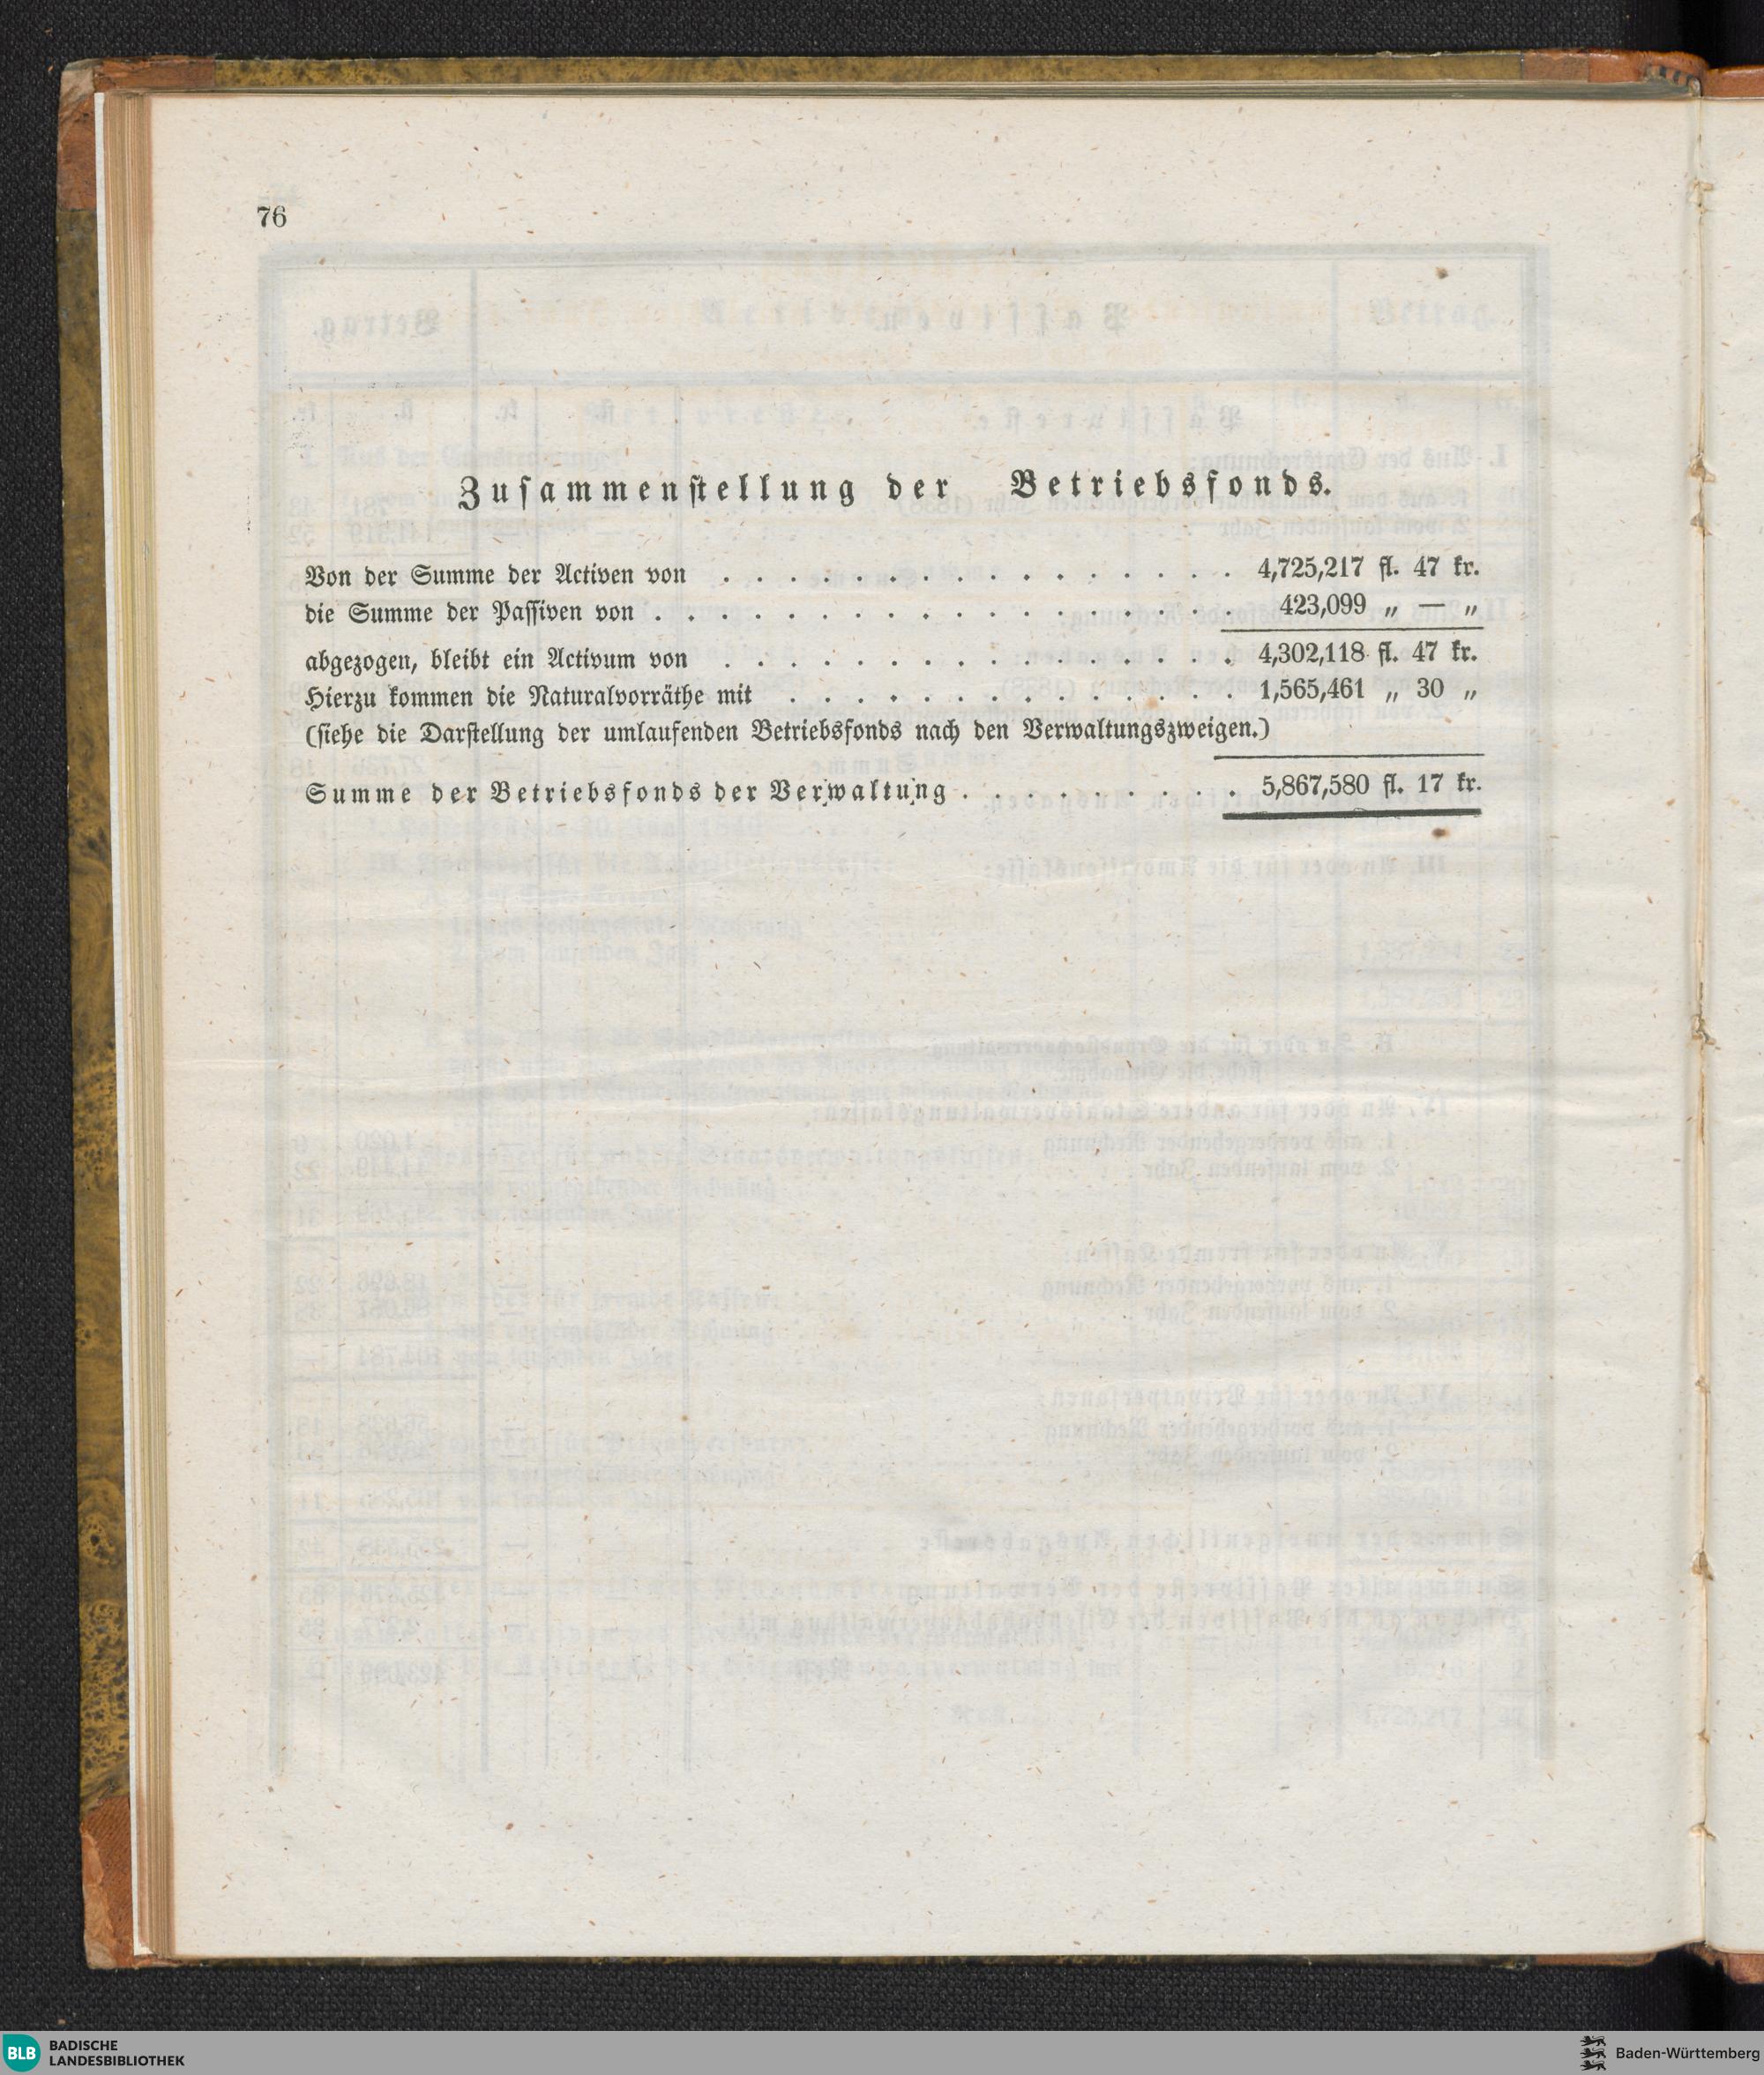 76
Zusammenstellung der Betriebsfonds.
Von der Summe der Activen von . . . . . . . . . . . . . . . . 4,725,217 fl. 47 kr.
die Summe der Passiven von . . . . . . . . . . . . . . . . . . 423,099 „ — „
abgezogen, bleibt ein Activum von . . . . . . . . . . . . . . . . 4,302,118 fl. 47 kr.
Hierzu kommen die Naturalvorräthe mit . . . . . . . . . . . . . . 1,565,461 „ 30 „
(siehe die Darstellung der umlaufenden Betriebsfonds nach den Verwaltungszweigen.)
Summe der Betriebsfonds der Verwaltung . . . . . . . . . 5,867,580 fl. 17 kr.
BLB BADISCHE
LANDESBIBLIOTHEK
Baden-Württemberg